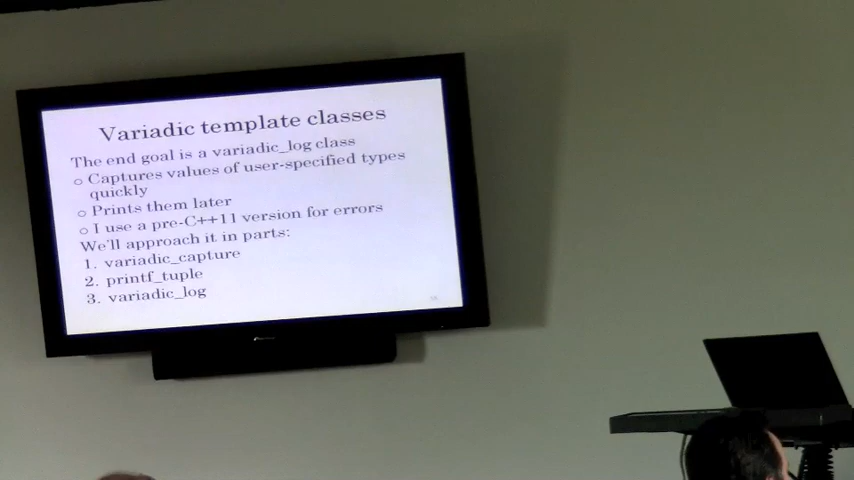 Variadic template classes
The end goal is a variadic_log class
○ Captures values of user-specified types
quickly
○ Prints them later
○ I use a pre-C++11 version for errors
We'll approach it in parts:
1. variadic_capture
2. printf_tuple
3. variadic_log